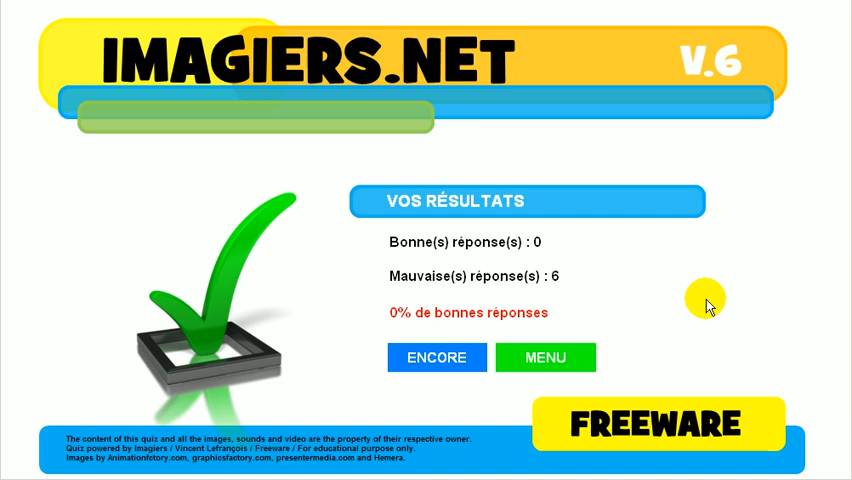 IMAGIERS.NET
V.6
VOS RÉSULTATS
Bonne(s) réponse(s) : 0
Mauvaise(s) réponse(s) : 6
0% de bonnes réponses
ENCORE
MENU
FREEWARE
The content of this quiz and all the images, sounds and video are the property of their respective owner.
Quiz powered by Imagiers / Vincent Lefrançois / Freeware / For educational purpose only.
Images by Animationfctory.com, graphicsfactory.com, presentermedia.com and Hemera.